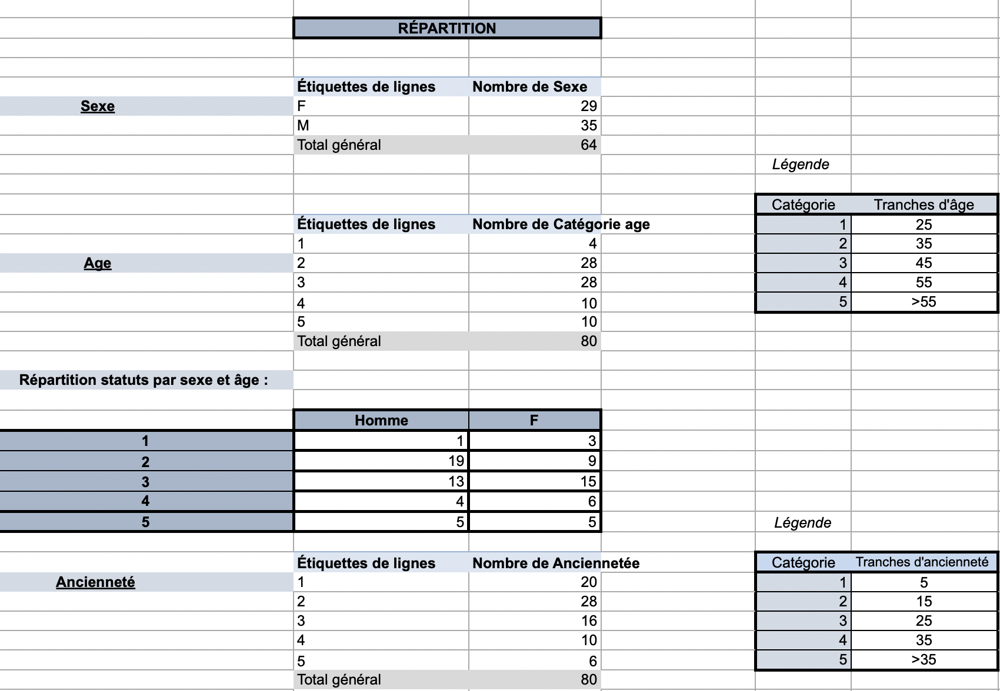 RÉPARTITION
Étiquettes de lignes Nombre de Sexe
Sexe F 29
M 35
Total général 64
Légende
Catégorie Tranches d'âge
Étiquettes de lignes Nombre de Catégorie age 1 25
1 4 2 35
Age 2 28 3 45
3 28 4 55
4 10 5 >55
5 10
Total général 80
Répartition statuts par sexe et âge :
Homme F
1 1 3
2 19 9
3 13 15
4 4 6
5 5 5 Légende
Étiquettes de lignes Nombre de Anciennetée Catégorie Tranches d'ancienneté
Ancienneté 1 20 1 5
2 28 2 15
3 16 3 25
4 10 4 35
5 6 5 >35
Total général 80